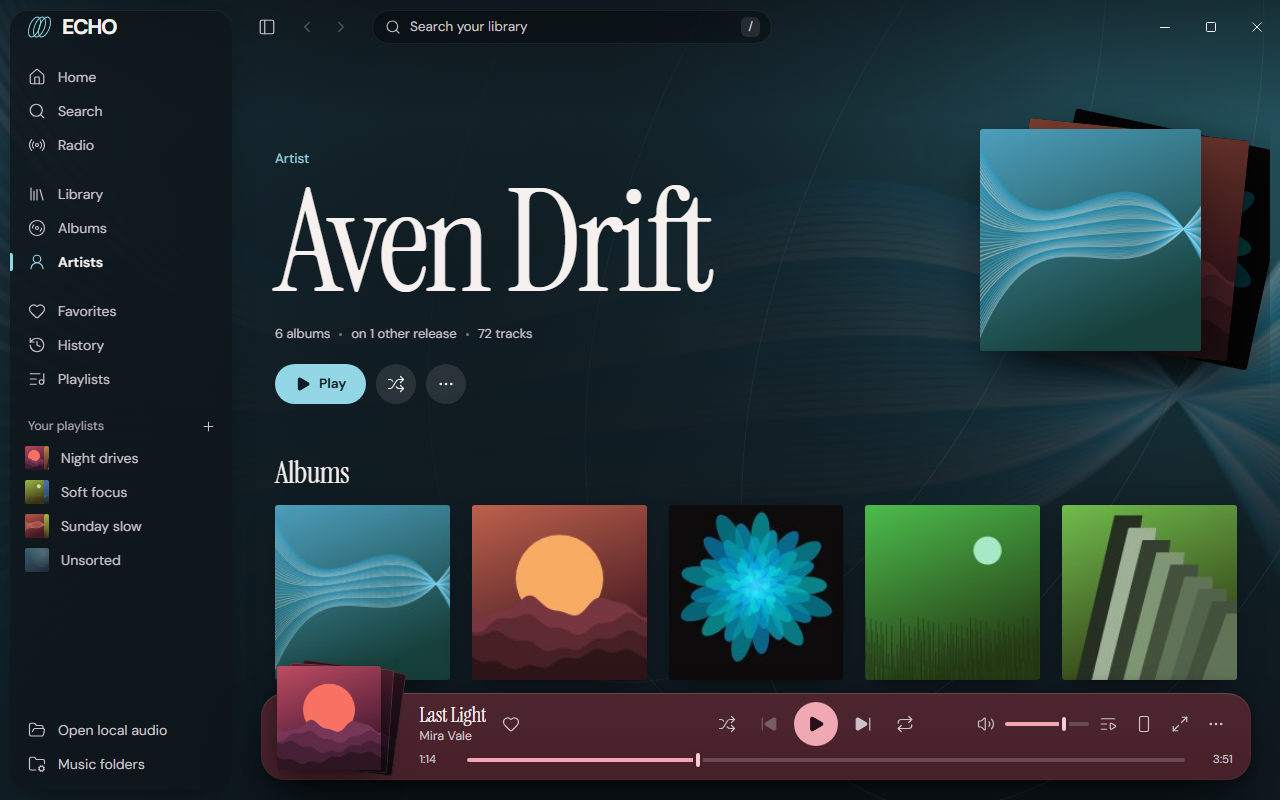 ECHO
Search your library
/
Home
Search
Radio
Library
Albums
Artists
Favorites
History
Playlists
Your playlists
Night drives
Soft focus
Sunday slow
Unsorted
Open local audio
Music folders
Artist
Aven Drift
6 albums · on 1 other release · 72 tracks
Play
Albums
Last Light
Mira Vale
1:14
3:51